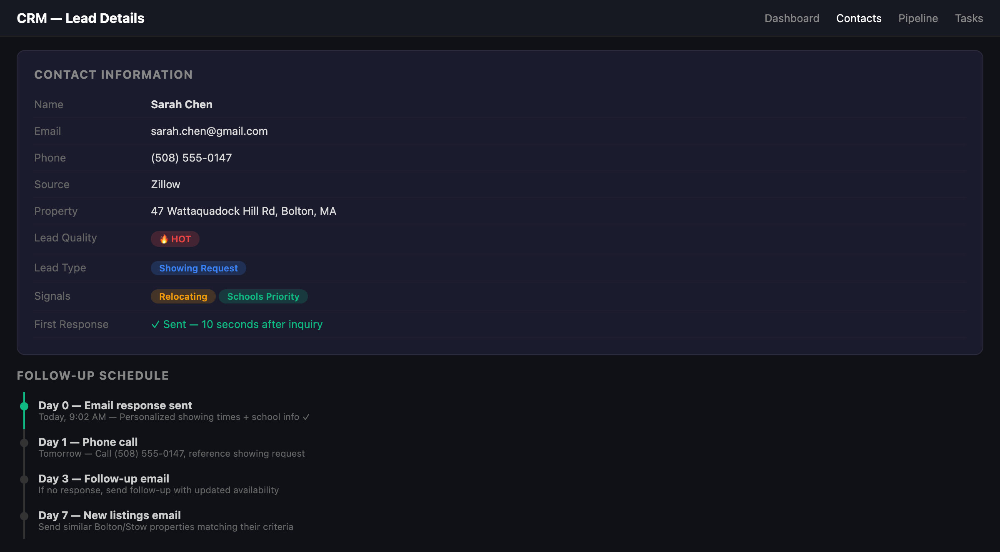 CRM — Lead Details
Dashboard Contacts Pipeline Tasks
CONTACT INFORMATION
Name Sarah Chen
Email sarah.chen@gmail.com
Phone (508) 555-0147
Source Zillow
Property 47 Wattaquadock Hill Rd, Bolton, MA
Lead Quality 🔥 HOT
Lead Type Showing Request
Signals Relocating Schools Priority
First Response ✓ Sent — 10 seconds after inquiry
FOLLOW-UP SCHEDULE
Day 0 — Email response sent
Today, 9:02 AM — Personalized showing times + school info ✓
Day 1 — Phone call
Tomorrow — Call (508) 555-0147, reference showing request
Day 3 — Follow-up email
If no response, send follow-up with updated availability
Day 7 — New listings email
Send similar Bolton/Stow properties matching their criteria